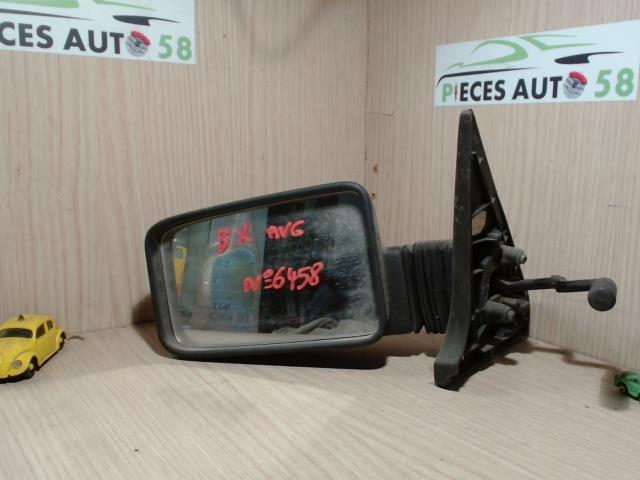 PIECES AUTO 58
PIECES AUTO 58
BX AVG
N°6458